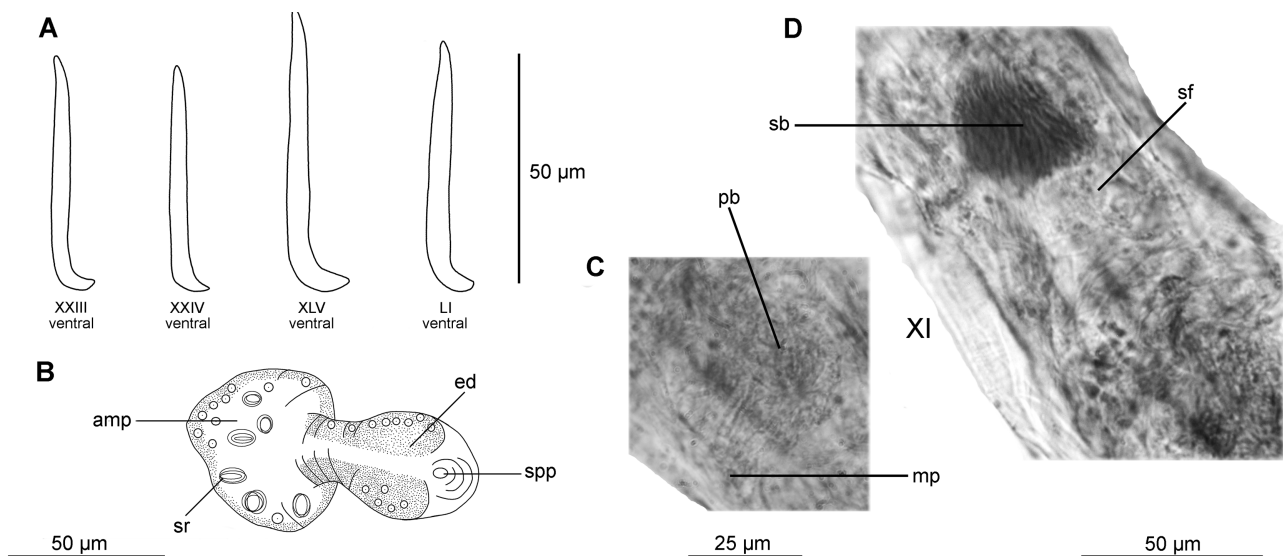 A
50 µm
XXIII
ventral
XXIV
ventral
XLV
ventral
LI
ventral
B
amp
ed
sr
spp
50 µm
C
pb
mp
25 µm
D
sb
sf
XI
50 µm